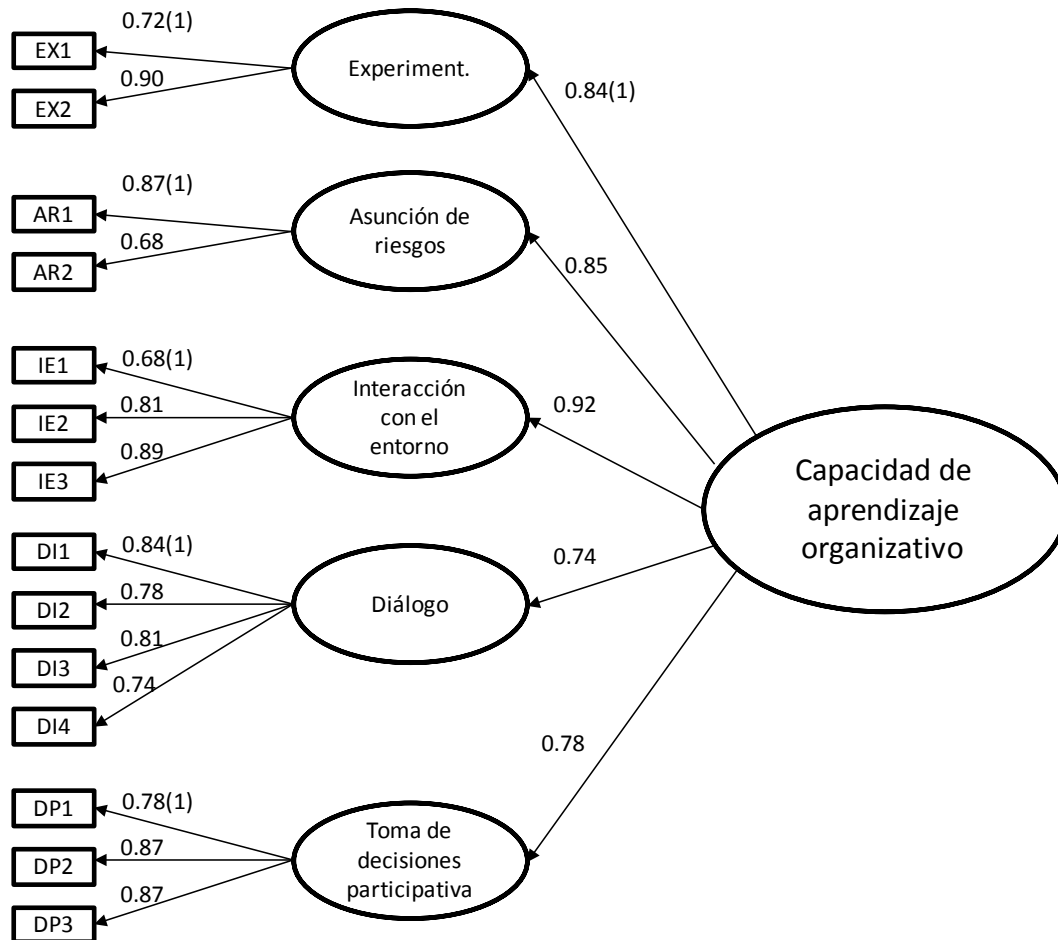 0.72(1)
EX1
0.90
EX2
Experiment.
0.84(1)
0.87(1)
AR1
0.68
AR2
Asunción de
riesgos
0.85
0.68(1)
IE1
0.81
IE2
0.89
IE3
Interacción
con el
entorno
0.92
Capacidad de
aprendizaje
organizativo
DI1
0.84(1)
0.78
DI2
0.81
DI3
0.74
DI4
Diálogo
0.74
0.78
DP1
0.78(1)
0.87
DP2
0.87
DP3
Toma de
decisiones
participativa